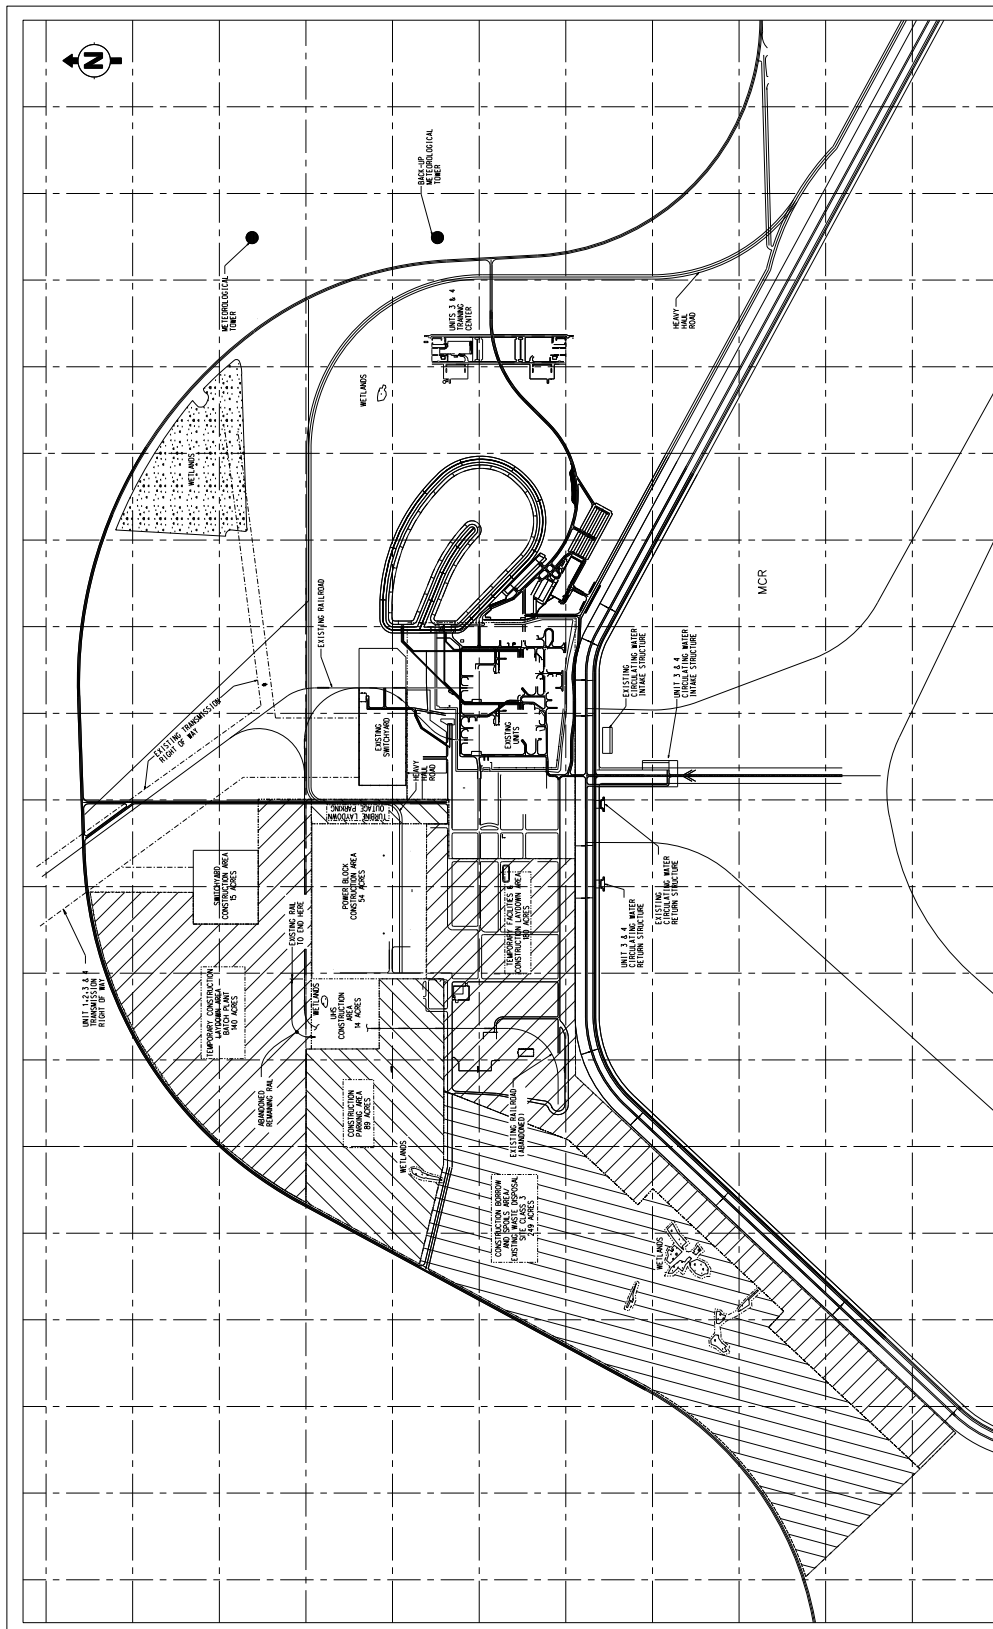 N
BACK-UP
METEOROLOGICAL
TOWER
METEOROLOGICAL
TOWER
UNITS 3 & 4
TRANING
CENTER
HEAVY
HAUL
ROAD
WETLANDS
WETLANDS
MCR
EXISTING RAILROAD
EXISTING
CIRCULATING WATER
INTAKE STRUCTURE
UNIT 3 & 4
CIRCULATING WATER
INTAKE STRUCTURE
EXISTING TRANSMISSION
RIGHT OF WAY
EXISTING
SWITCHYARD
EXISTING
UNITS
HEAVY
HAUL
ROAD
TURBINE LAYDOWN
OUTAGE PARKING
SWITCHYARD
CONSTRUCTION AREA
15 ACRES
POWER BLOCK
CONSTRUCTION AREA
54 ACRES
EXISTING RAIL
TO END HERE
TEMPORARY FACILITIES &
CONSTRUCTION LAYDOWN AREA
180 ACRES
EXISTING
CIRCULATING WATER
RETURN STRUCTURE
UNIT 3 & 4
CIRCULATING WATER
RETURN STRUCTURE
UNIT 1,2,3 & 4
TRANSMISSION
RIGHT OF WAY
TEMPORARY CONSTRUCTION
LAYDOWN AREA
BATCH PLANT
140 ACRES
WETLANDS
UHS
CONSTRUCTION
AREA
14 ACRES
ABANDONED
REMAINING RAIL
CONSTRUCTION
PARKING AREA
89 ACRES
EXISTING RAILROAD
(ABANDONED)
WETLANDS
CONSTRUCTION BORROW
AND SPOILS AREA/
EXISTING WASTE DISPOSAL
SITE CLASS 3
249 ACRES
WETLANDS